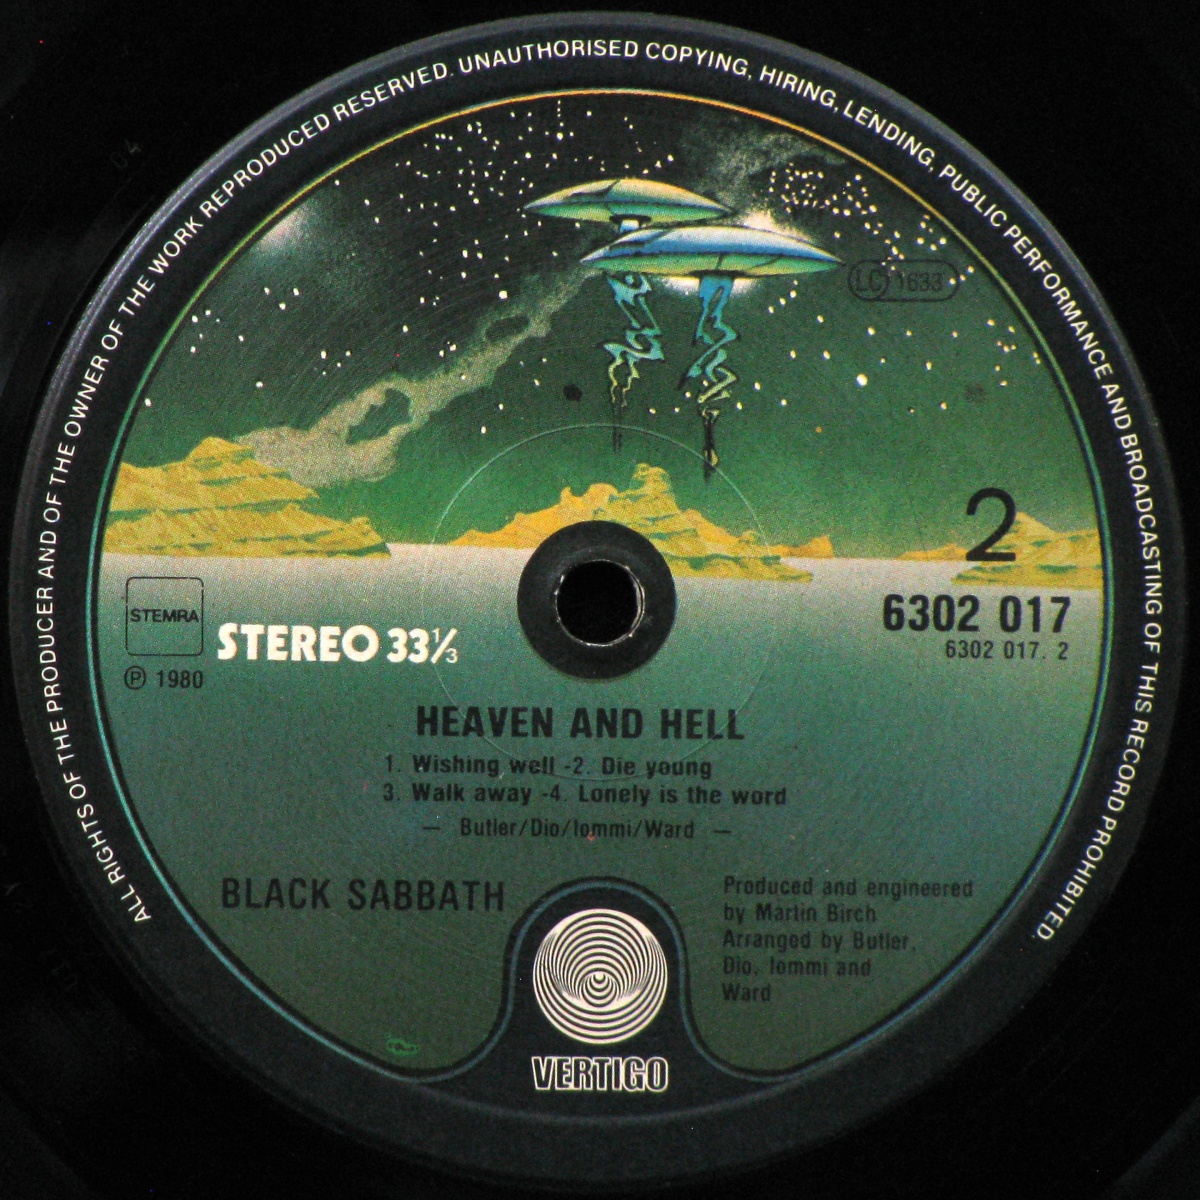 ALL RIGHTS OF THE PRODUCER AND OF THE OWNER OF THE WORK REPRODUCED RESERVED. UNAUTHORISED COPYING, HIRING, LENDING, PUBLIC PERFORMANCE AND BROADCASTING OF THIS RECORD PROHIBITED.
LC 1633
2
6302 017
6302 017. 2
STEMRA
STEREO 33⅓
℗ 1980
HEAVEN AND HELL
1. Wishing well -2. Die young
3. Walk away -4. Lonely is the word
— Butler/Dio/Iommi/Ward —
BLACK SABBATH
Produced and engineered
by Martin Birch
Arranged by Butler,
Dio, Iommi and
Ward
VERTIGO